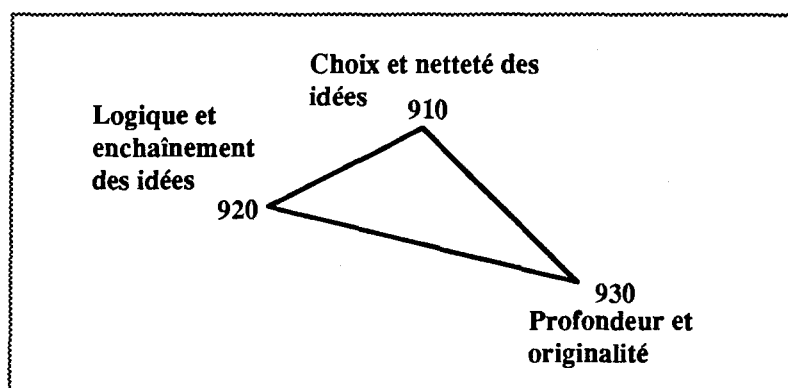 Choix et netteté des
idées
910
Logique et
enchaînement
des idées
920
930
Profondeur et
originalité